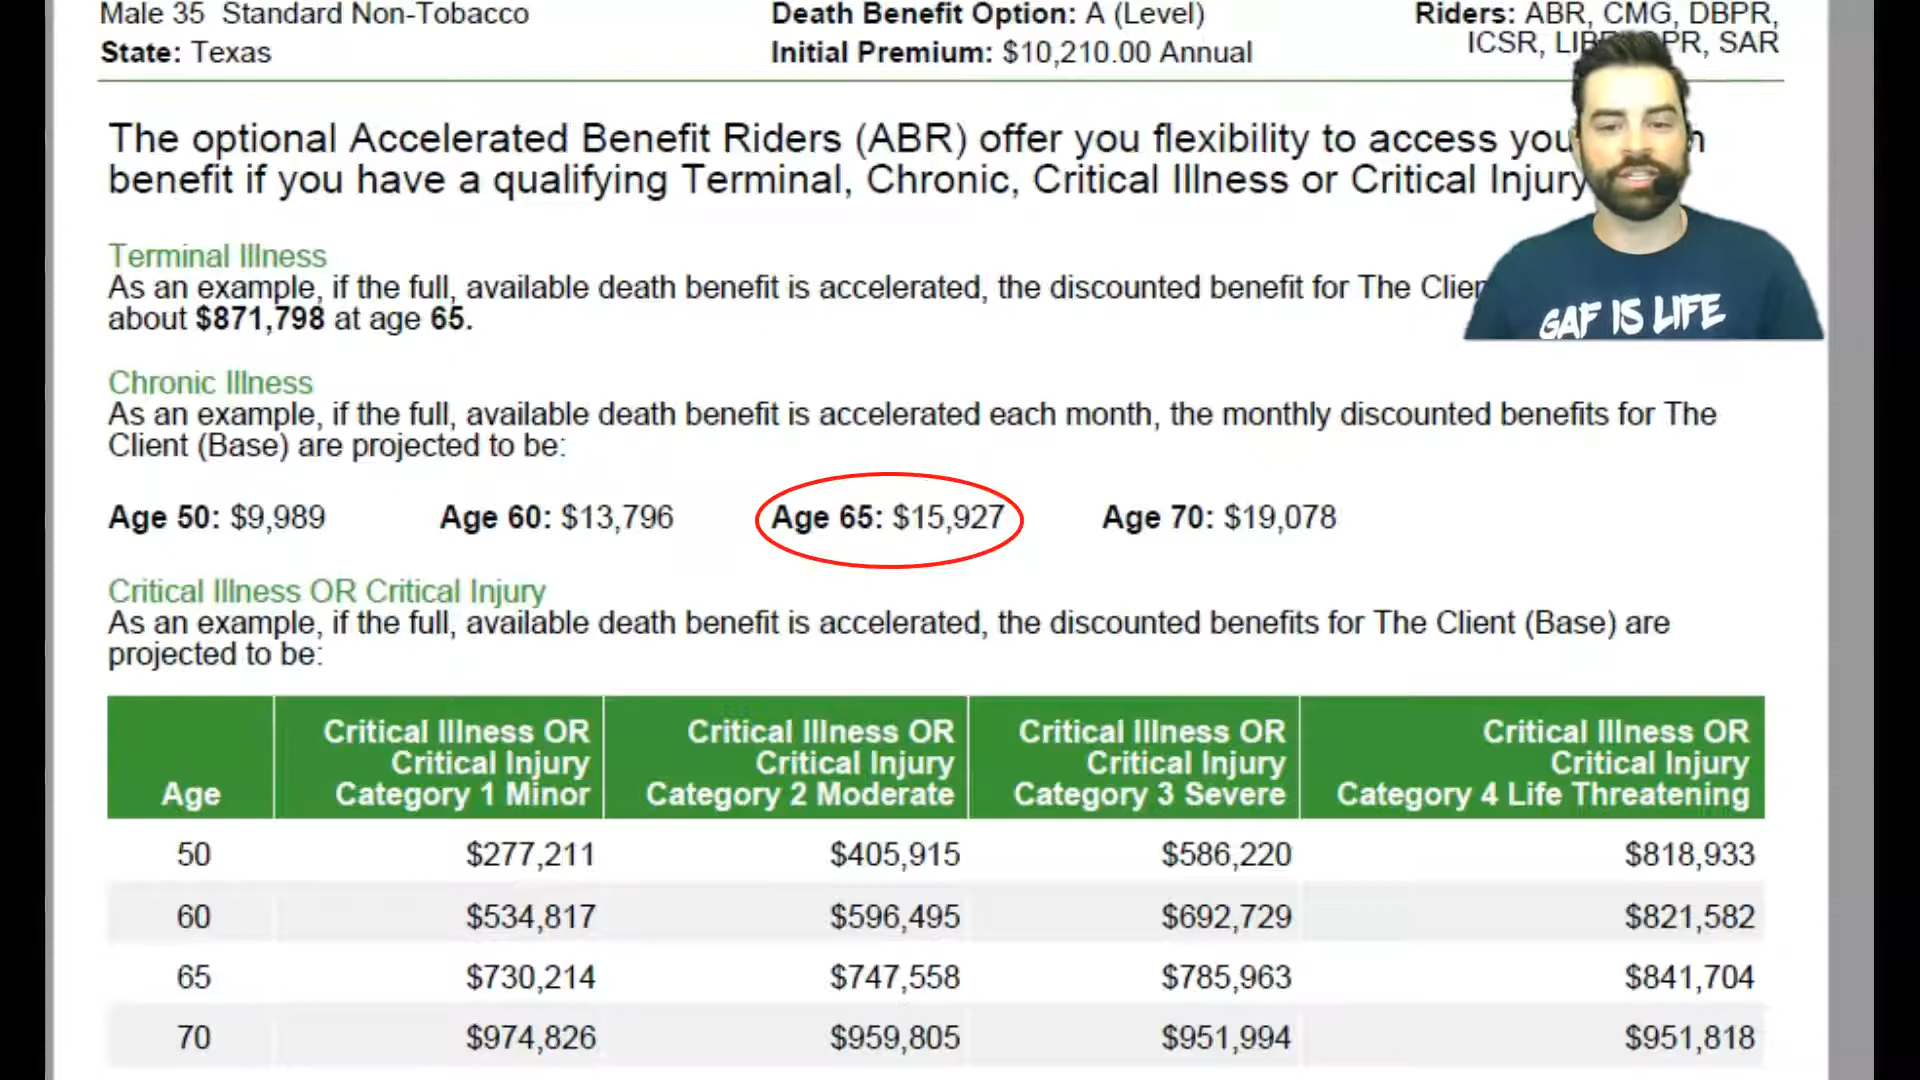 Male 35 Standard Non-Tobacco
Death Benefit Option: A (Level)
Riders: ABR, CMG, DBPR,
State: Texas
Initial Premium: $10,210.00 Annual
ICSR, PR, SAR
The optional Accelerated Benefit Riders (ABR) offer you flexibility to access
benefit if you have a qualifying Terminal, Chronic, Critical Illness or Critical Injury
Terminal Illness
As an example, if the full, available death benefit is accelerated, the discounted benefit for The
about $871,798 at age 65.
Chronic Illness
As an example, if the full, available death benefit is accelerated each month, the monthly discounted benefits for The
Client (Base) are projected to be:
Age 50: $9,989
Age 60: $13,796
Age 65: $15,927
Age 70: $19,078
Critical Illness OR Critical Injury
As an example, if the full, available death benefit is accelerated, the discounted benefits for The Client (Base) are
projected to be:
Age
Critical Illness OR
Critical Injury
Category 1 Minor
Critical Illness OR
Critical Injury
Category 2 Moderate
Critical Illness OR
Critical Injury
Category 3 Severe
Critical Illness OR
Critical Injury
Category 4 Life Threatening
50 $277,211 $405,915 $586,220 $818,933
60 $534,817 $596,495 $692,729 $821,582
65 $730,214 $747,558 $785,963 $841,704
70 $974,826 $959,805 $951,994 $951,818
GAF IS LIFE